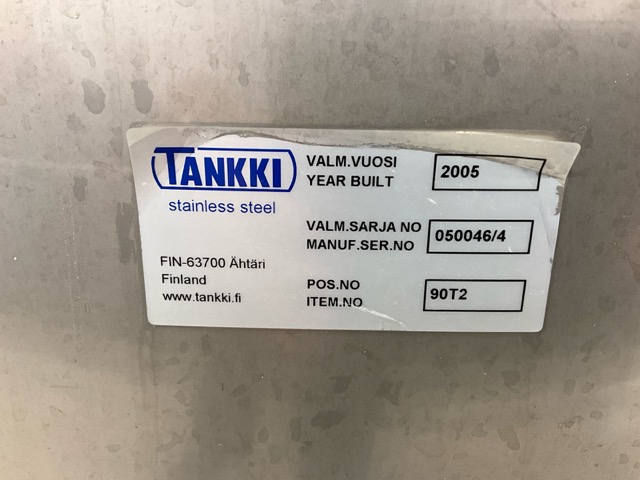 TANKKI
stainless steel
FIN-63700 Ähtäri
Finland
www.tankki.fi
VALM.VUOSI
YEAR BUILT
2005
VALM.SARJA NO
MANUF.SER.NO
050046/4
POS.NO
ITEM.NO
90T2